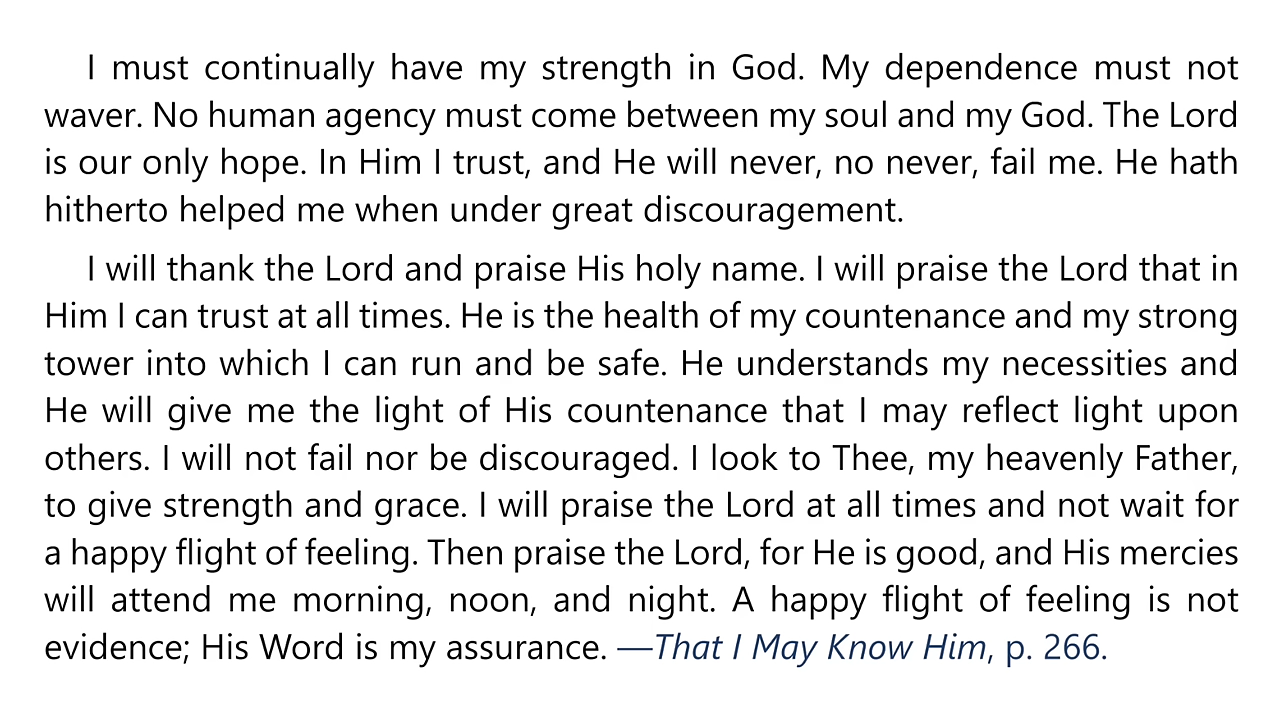 I must continually have my strength in God. My dependence must not
waver. No human agency must come between my soul and my God. The Lord
is our only hope. In Him I trust, and He will never, no never, fail me. He hath
hitherto helped me when under great discouragement.
I will thank the Lord and praise His holy name. I will praise the Lord that in
Him I can trust at all times. He is the health of my countenance and my strong
tower into which I can run and be safe. He understands my necessities and
He will give me the light of His countenance that I may reflect light upon
others. I will not fail nor be discouraged. I look to Thee, my heavenly Father,
to give strength and grace. I will praise the Lord at all times and not wait for
a happy flight of feeling. Then praise the Lord, for He is good, and His mercies
will attend me morning, noon, and night. A happy flight of feeling is not
evidence; His Word is my assurance. —That I May Know Him, p. 266.